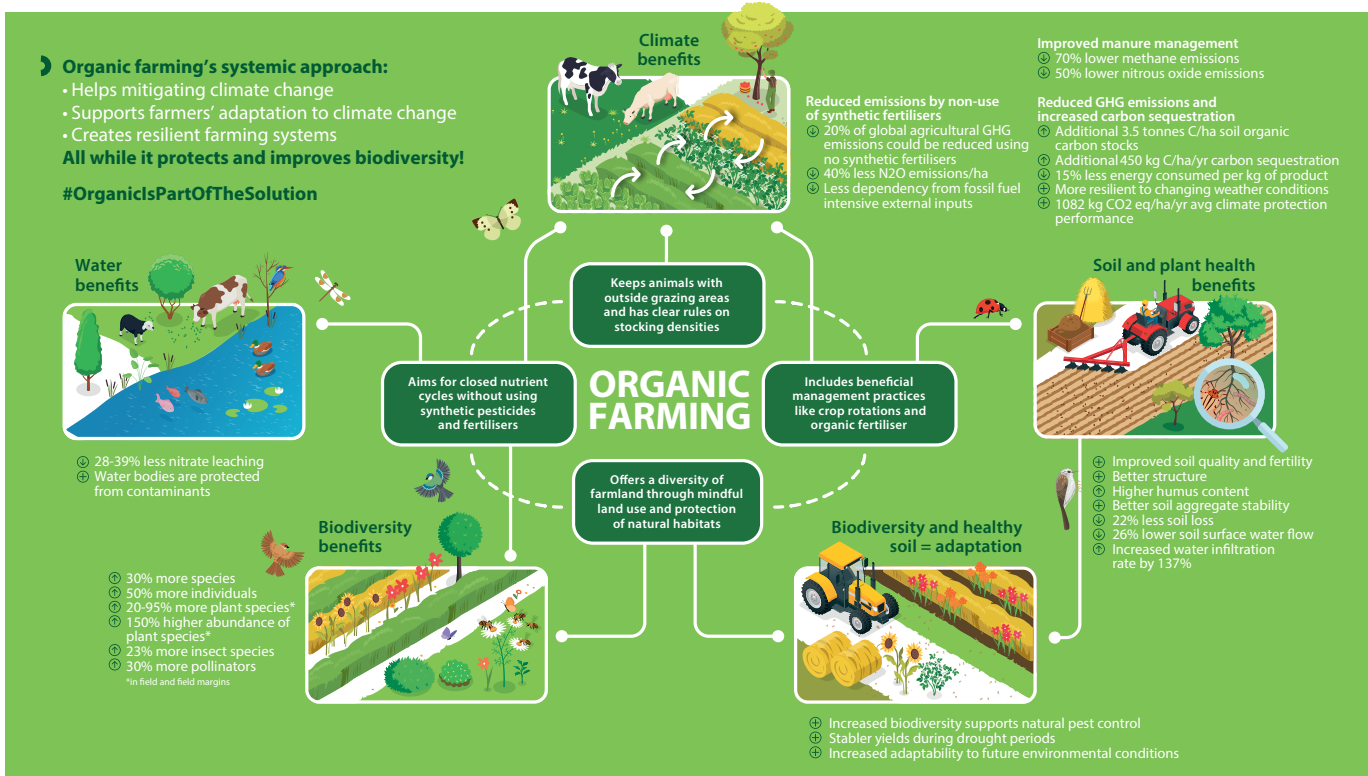 Organic farming's systemic approach:
• Helps mitigating climate change
• Supports farmers' adaptation to climate change
• Creates resilient farming systems
All while it protects and improves biodiversity!
#OrganicIsPartOfTheSolution
Climate
benefits
Reduced emissions by non-use
of synthetic fertilisers
20% of global agricultural GHG
emissions could be reduced using
no synthetic fertilisers
40% less N2O emissions/ha
Less dependency from fossil fuel
intensive external inputs
Improved manure management
70% lower methane emissions
50% lower nitrous oxide emissions
Reduced GHG emissions and
increased carbon sequestration
Additional 3.5 tonnes C/ha soil organic
carbon stocks
Additional 450 kg C/ha/yr carbon sequestration
15% less energy consumed per kg of product
More resilient to changing weather conditions
1082 kg CO2 eq/ha/yr avg climate protection
performance
Water
benefits
28-39% less nitrate leaching
Water bodies are protected
from contaminants
Keeps animals with
outside grazing areas
and has clear rules on
stocking densities
Aims for closed nutrient
cycles without using
synthetic pesticides
and fertilisers
ORGANIC
FARMING
Includes beneficial
management practices
like crop rotations and
organic fertiliser
Offers a diversity of
farmland through mindful
land use and protection
of natural habitats
Soil and plant health
benefits
Improved soil quality and fertility
Better structure
Higher humus content
Better soil aggregate stability
22% less soil loss
26% lower soil surface water flow
Increased water infiltration
rate by 137%
Biodiversity
benefits
30% more species
50% more individuals
20-95% more plant species*
150% higher abundance of
plant species*
23% more insect species
30% more pollinators
*in field and field margins
Biodiversity and healthy
soil = adaptation
Increased biodiversity supports natural pest control
Stabler yields during drought periods
Increased adaptability to future environmental conditions